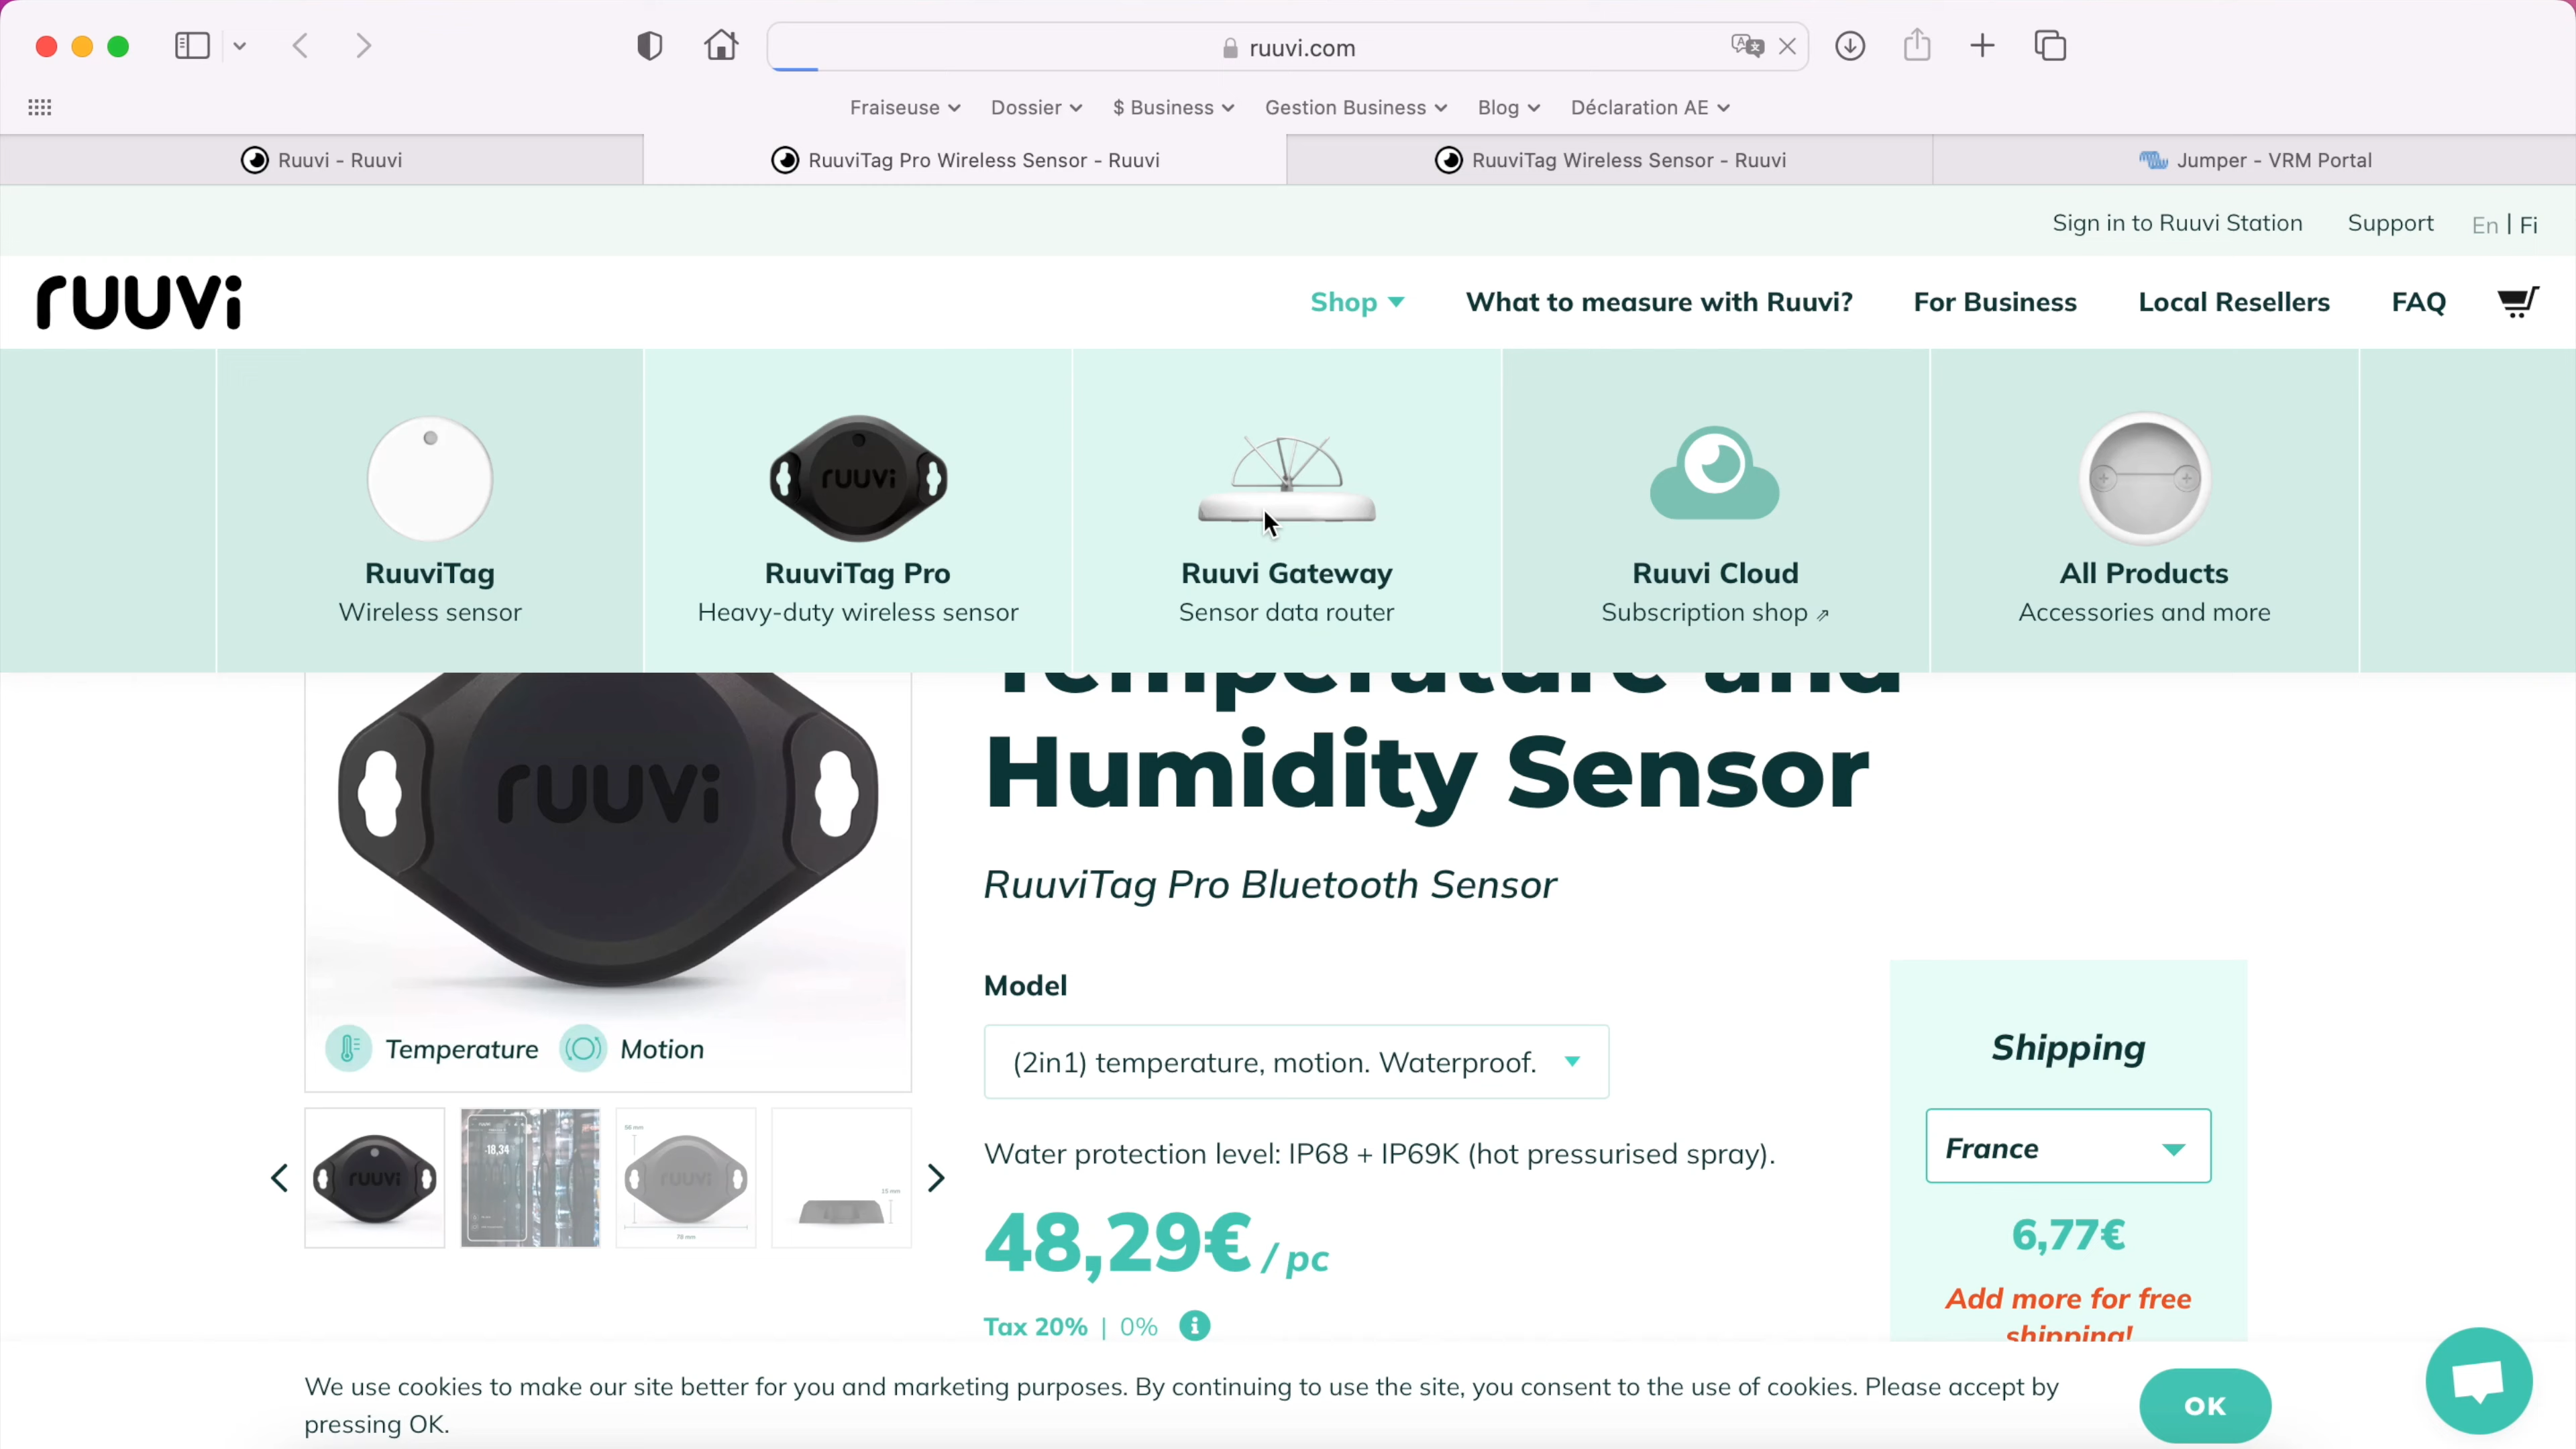 ruuvi.com
Fraiseuse Dossier $ Business Gestion Business Blog Déclaration AE
Ruuvi - Ruuvi
RuuviTag Pro Wireless Sensor - Ruuvi
RuuviTag Wireless Sensor - Ruuvi
Jumper - VRM Portal
Sign in to Ruuvi Station Support En | Fi
ruuvi
Shop What to measure with Ruuvi? For Business Local Resellers FAQ
ruuvi
RuuviTag
Wireless sensor
RuuviTag Pro
Heavy-duty wireless sensor
Ruuvi Gateway
Sensor data router
Ruuvi Cloud
Subscription shop ⇗
All Products
Accessories and more
Temperature and
Humidity Sensor
ruuvi
RuuviTag Pro Bluetooth Sensor
Model
(2in1) temperature, motion. Waterproof.
Temperature Motion
Water protection level: IP68 + IP69K (hot pressurised spray).
48,29€ / pc
Tax 20% | 0% i
Shipping
France
6,77€
Add more for free
shipping!
ruuvi
-18,34
ruuvi
We use cookies to make our site better for you and marketing purposes. By continuing to use the site, you consent to the use of cookies. Please accept by
pressing OK.
OK